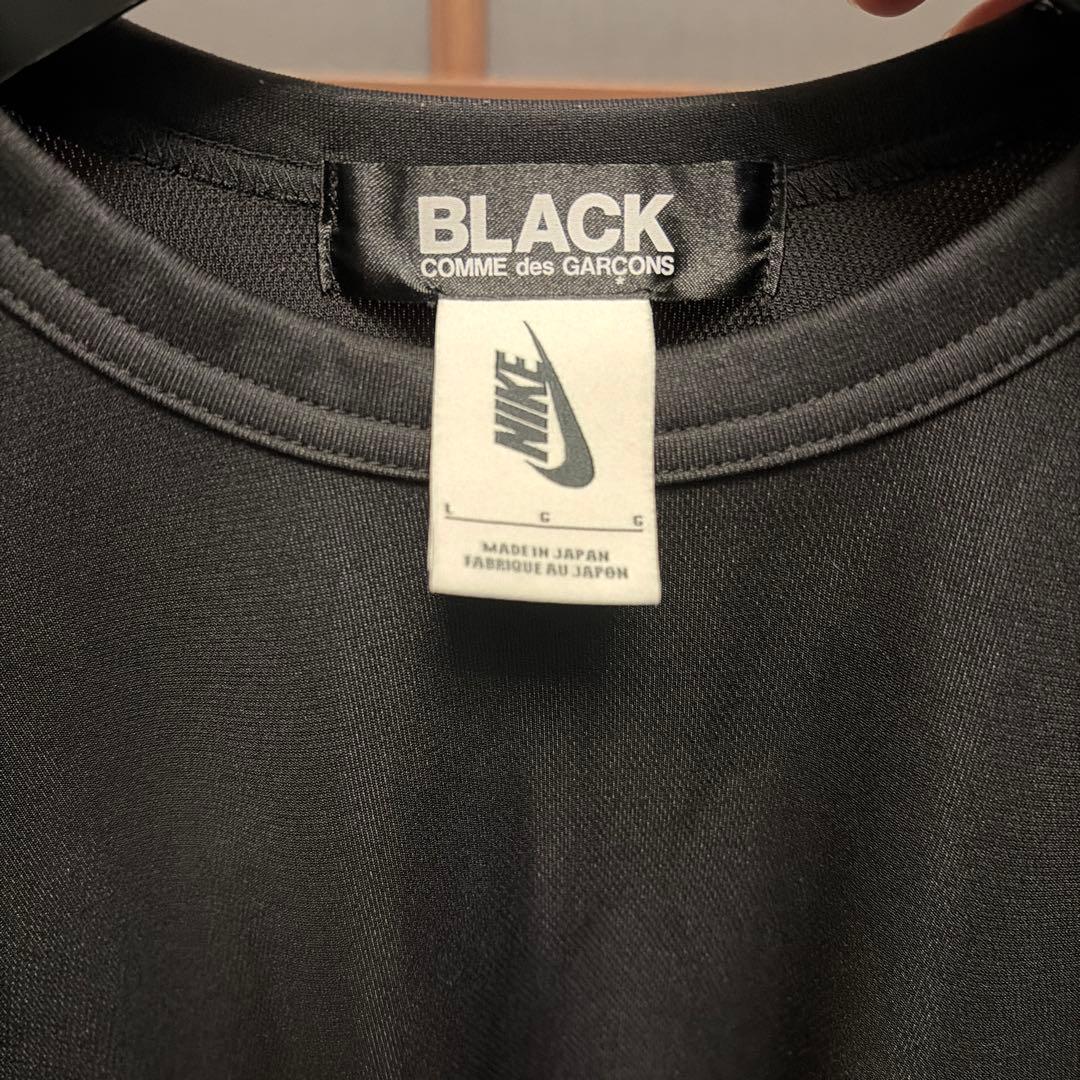 BLACK
COMME des GARÇONS
NIKE
L G G
MADE IN JAPAN
FABRIQUE AU JAPON